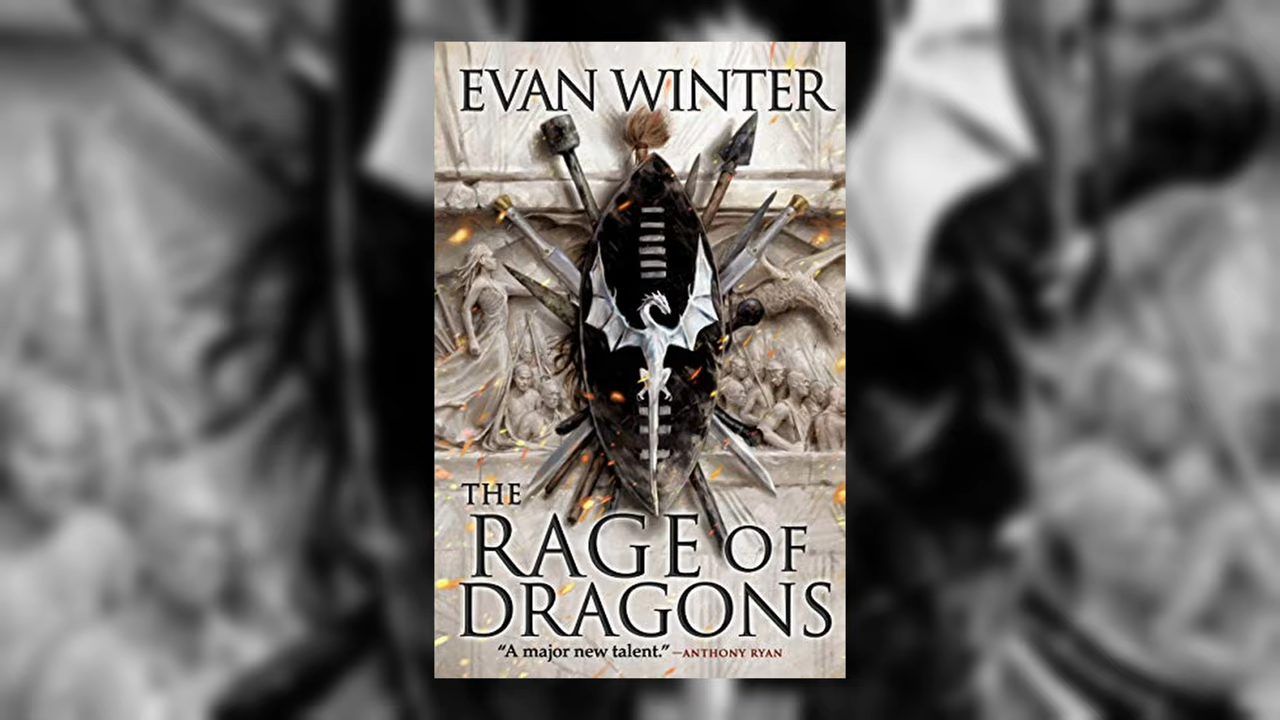 EVAN WINTER
THE
RAGE OF
DRAGONS
“A major new talent.” —ANTHONY RYAN